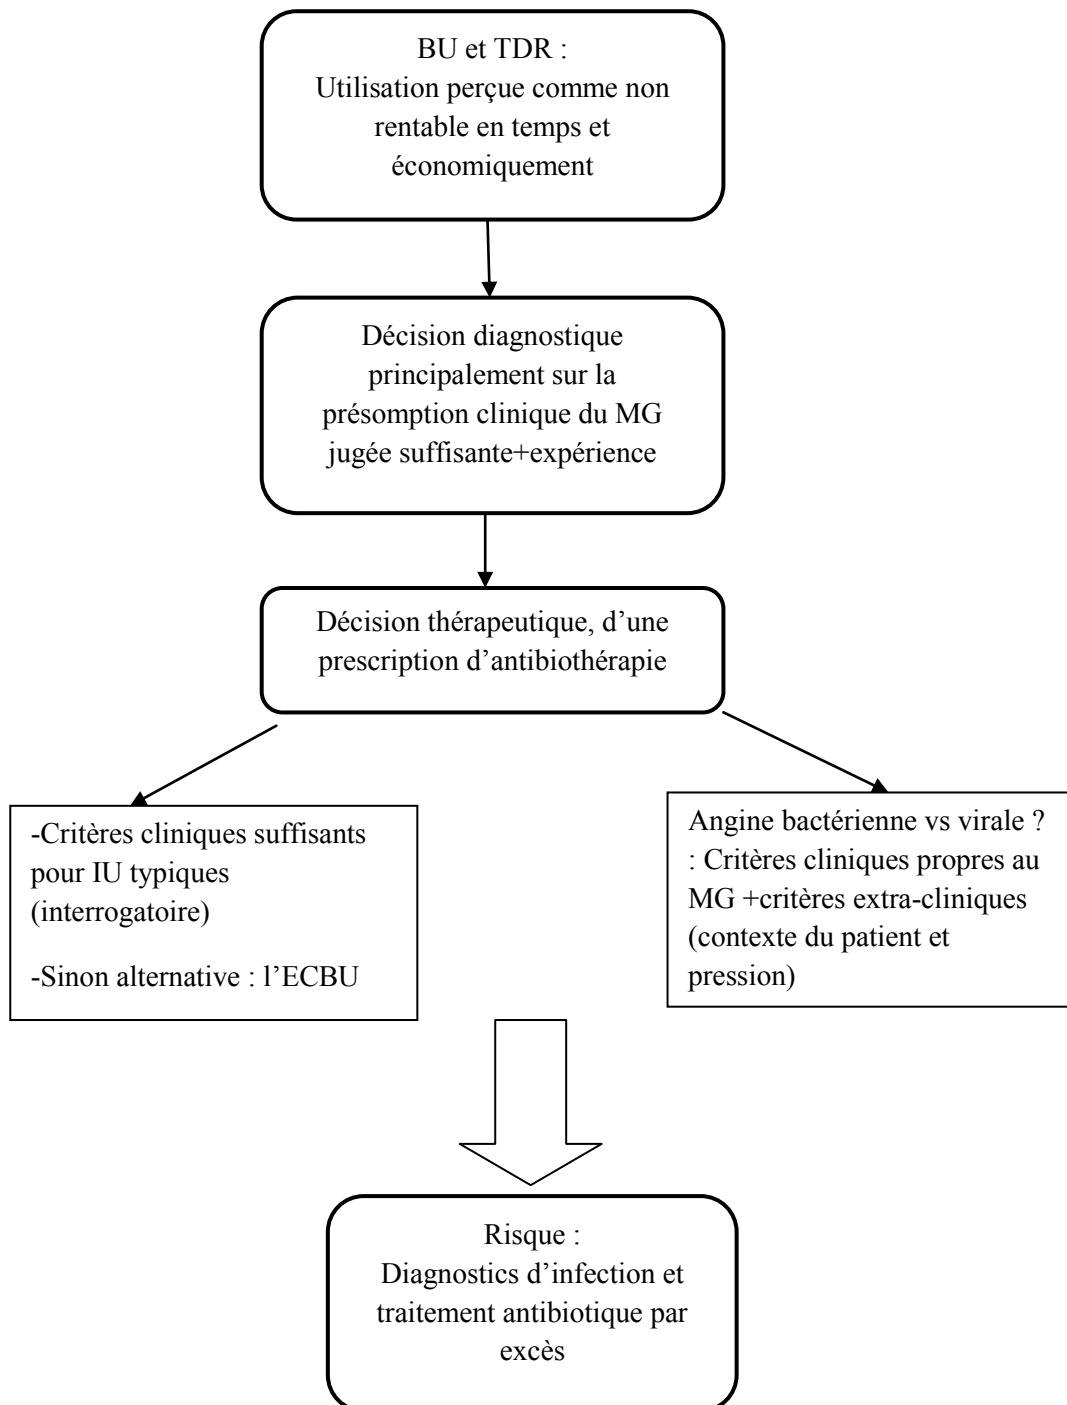 BU et TDR :
Utilisation perçue comme non
rentable en temps et
économiquement
Décision diagnostique
principalement sur la
présomption clinique du MG
jugée suffisante+expérience
Décision thérapeutique, d’une
prescription d’antibiothérapie
-Critères cliniques suffisants
pour IU typiques
(interrogatoire)
-Sinon alternative : l’ECBU
Angine bactérienne vs virale ?
: Critères cliniques propres au
MG +critères extra-cliniques
(contexte du patient et
pression)
Risque :
Diagnostics d’infection et
traitement antibiotique par
excès